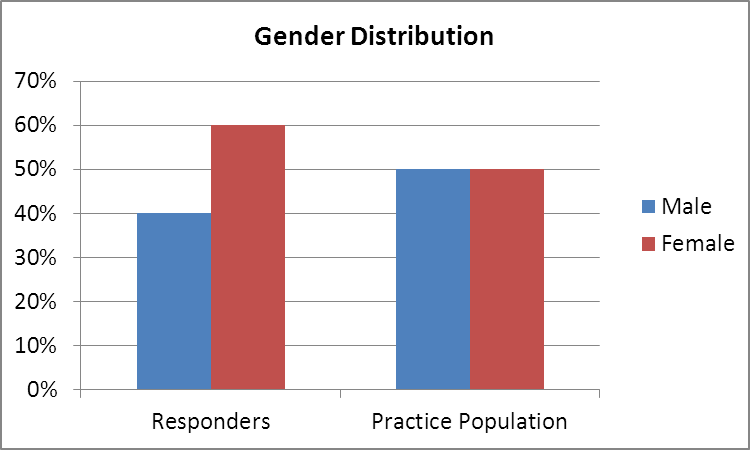 Gender Distribution
70%
60%
50%
40%
30%
20%
10%
0%
Responders
Practice Population
Male
Female